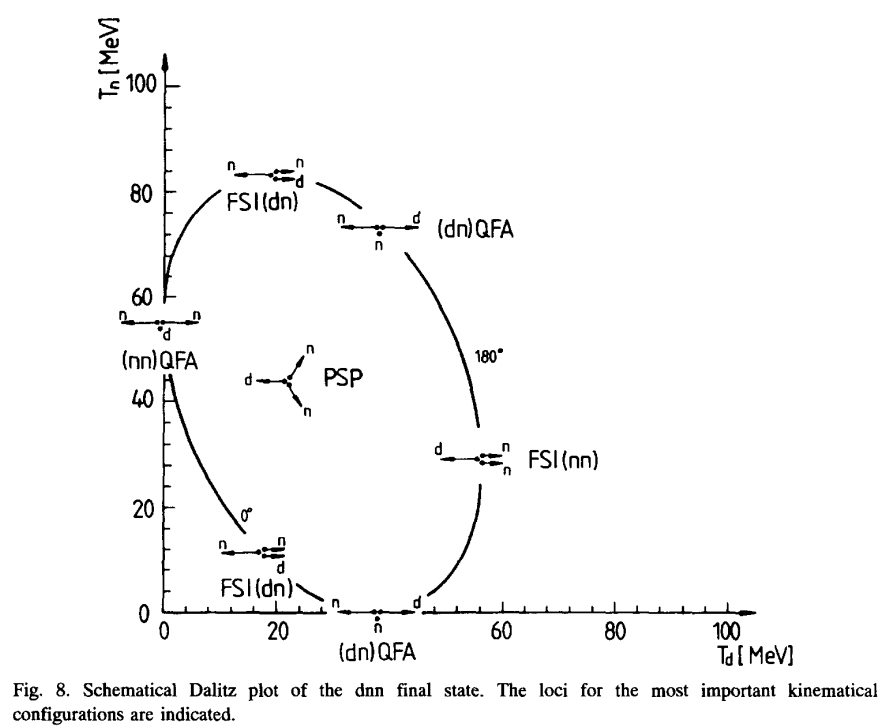 Tn [MeV]
100
80
60
40
20
0
n
n
d
FSI(dn)
n
d
n
(dn)QFA
n
n
d
(nn)QFA
180°
n
d
n
PSP
d
n
n
FSI(nn)
0°
n
n
d
FSI(dn)
n
d
n
(dn)QFA
0
20
40
60
80
100
Td [MeV]
Fig. 8. Schematical Dalitz plot of the dnn final state. The loci for the most important kinematical
configurations are indicated.